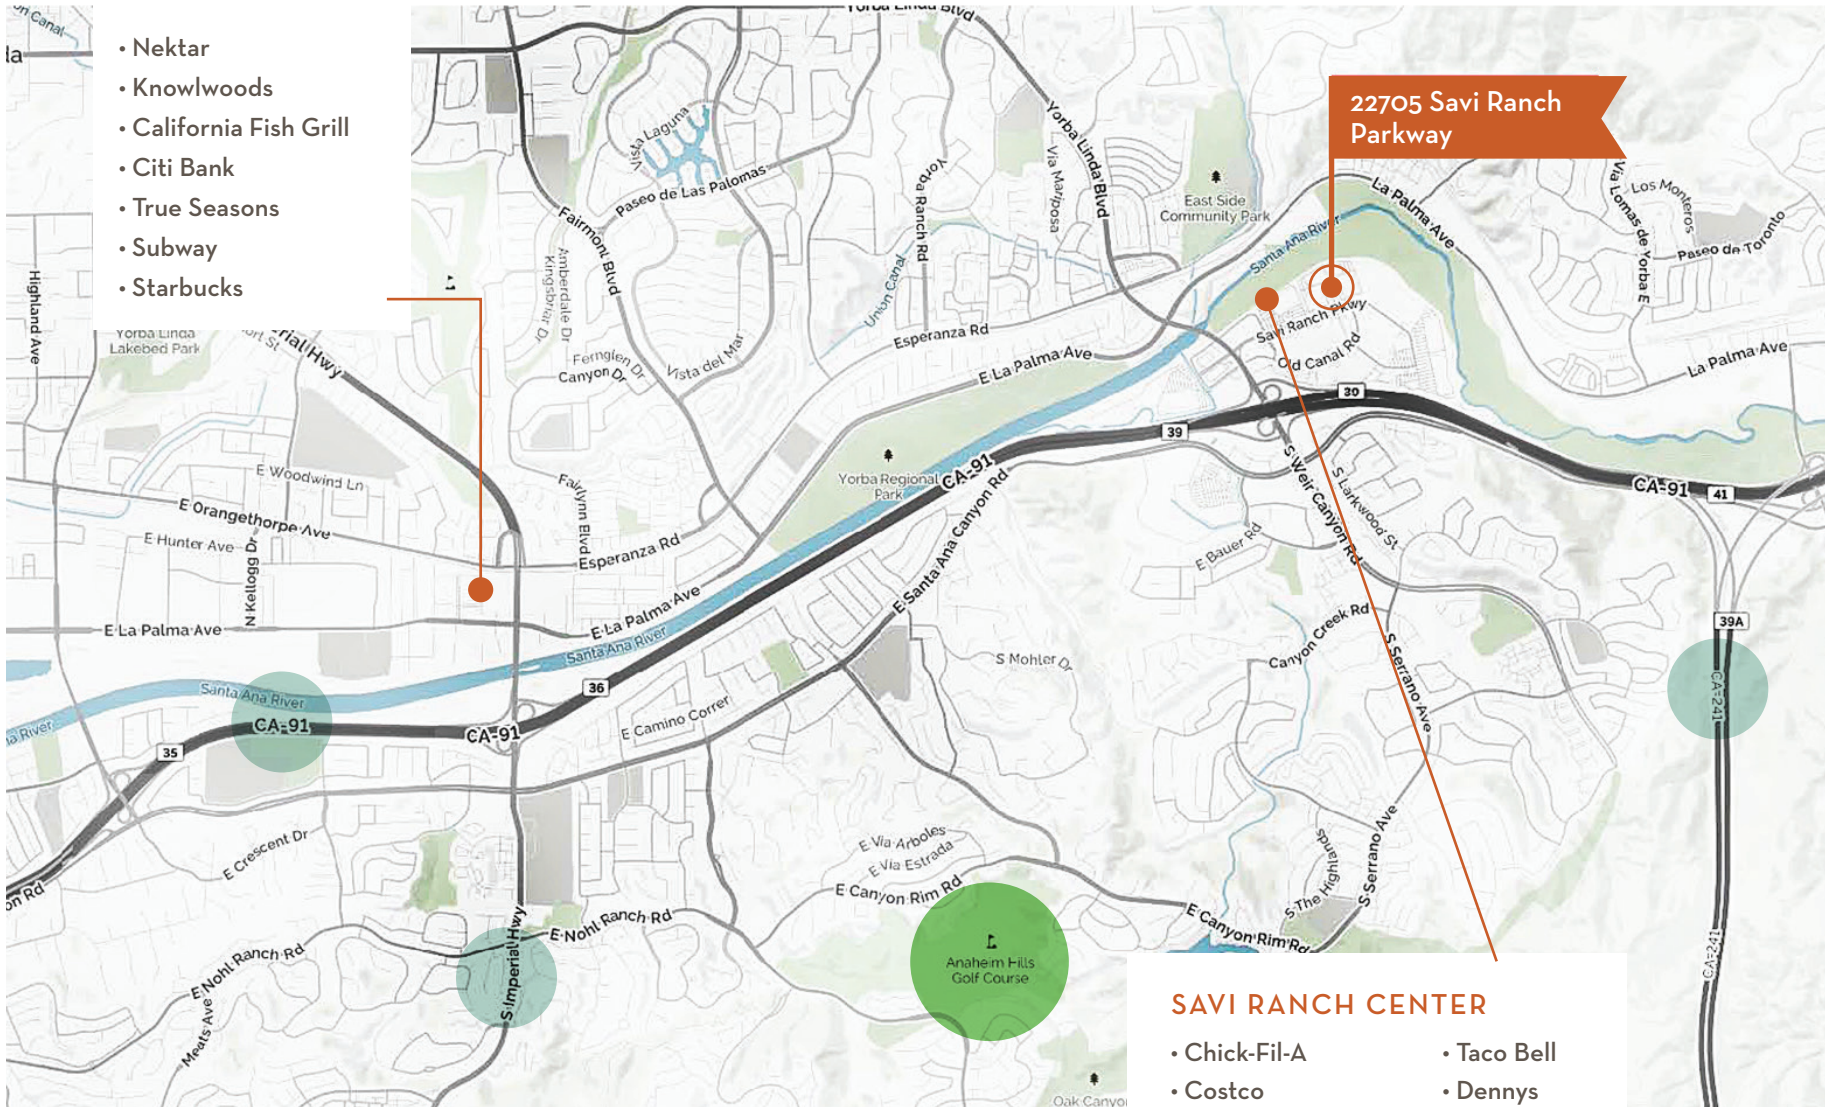 • Nektar
• Knowlwoods
• California Fish Grill
• Citi Bank
• True Seasons
• Subway
• Starbucks
22705 Savi Ranch
Parkway
Yorba Linda Blvd
Vista Laguna
Paseo de Las Palomas
Fairmont Blvd
Yorba Ranch Rd
Yorba Linda Blvd
Via Mariposa
East Side
Community Park
La Palma Ave
Via Lomas de Yorba E
Los Monteros
Paseo de Toronto
Santa Ana River
Highland Ave
Amberdale Dr
Kingsbriar Dr
Union Canal
Yorba Linda
Lakebed Park
Fernglen Dr
Canyon Dr
Vista del Mar
Esperanza Rd
E La Palma Ave
Savi Ranch Pkwy
Old Canal Rd
La Palma Ave
30
39
CA-91
41
E Woodwind Ln
E Orangethorpe Ave
E Hunter Ave
N Kellogg Dr
Fairlynn Blvd
Esperanza Rd
Yorba Regional
Park
CA-91
E Santa Ana Canyon Rd
S Weir Canyon Rd
S Larkwood St
E Bauer Rd
E La Palma Ave
E La Palma Ave
Santa Ana River
39A
Canyon Creek Rd
S Serrano Ave
S Mohler Dr
Santa Ana River
36
CA-91
CA-91
35
E Camino Correr
CA-241
E Crescent Dr
E Via Arboles
E Via Estrada
E Canyon Rim Rd
S The Highlands
S Serrano Ave
E Canyon Rim Rd
E Nohl Ranch Rd
E Nohl Ranch Rd
S Imperial Hwy
Meats Ave
Anaheim Hills
Golf Course
CA-241
SAVI RANCH CENTER
• Chick-Fil-A
• Costco
• Taco Bell
• Dennys